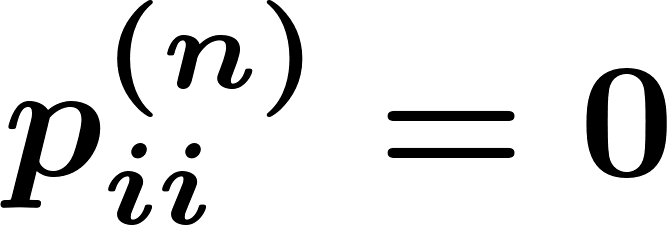 $p_{ii}^{(n)} = 0$